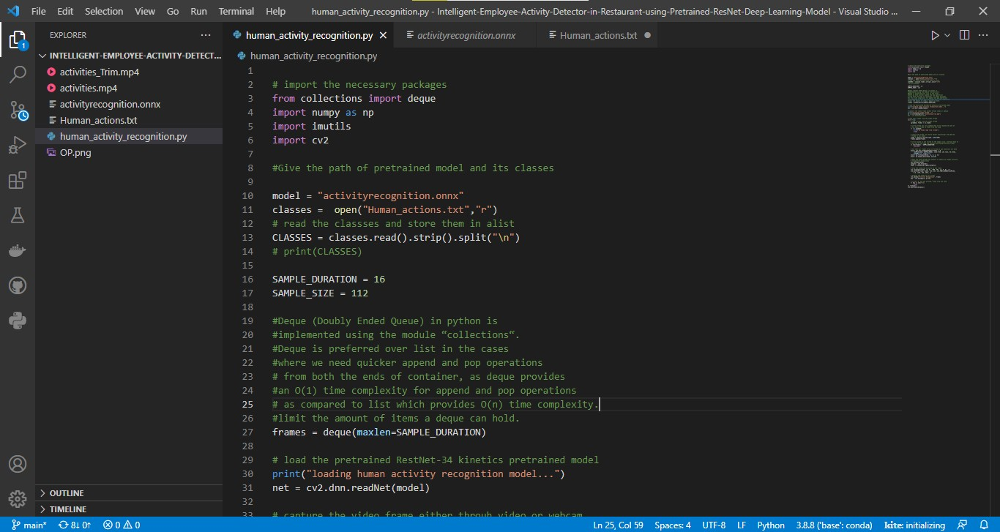 File Edit Selection View Go Run Terminal Help human_activity_recognition.py - Intelligent-Employee-Activity-Detector-in-Restaurant-using-Pretrained-ResNet-Deep-Learning-Model - Visual Studio ...
EXPLORER
human_activity_recognition.py
activityrecognition.onnx
Human_actions.txt
INTELLIGENT-EMPLOYEE-ACTIVITY-DETECT...
activities_Trim.mp4
activities.mp4
activityrecognition.onnx
Human_actions.txt
human_activity_recognition.py
OP.png
OUTLINE
TIMELINE
1
human_activity_recognition.py
1
2 # import the necessary packages
3 from collections import deque
4 import numpy as np
5 import imutils
6 import cv2
7
8 #Give the path of pretrained model and its classes
9
10 model = "activityrecognition.onnx"
11 classes =  open("Human_actions.txt","r")
12 # read the classses and store them in alist
13 CLASSES = classes.read().strip().split("\n")
14 # print(CLASSES)
15
16 SAMPLE_DURATION = 16
17 SAMPLE_SIZE = 112
18
19 #Deque (Doubly Ended Queue) in python is
20 #implemented using the module “collections“.
21 #Deque is preferred over list in the cases
22 #where we need quicker append and pop operations
23 # from both the ends of container, as deque provides
24 #an O(1) time complexity for append and pop operations
25 # as compared to list which provides O(n) time complexity.
26 #limit the amount of items a deque can hold.
27 frames = deque(maxlen=SAMPLE_DURATION)
28
29 # load the pretrained RestNet-34 kinetics pretrained model
30 print("loading human activity recognition model...")
31 net = cv2.dnn.readNet(model)
32
33 # capture the video frame either throuh video or webcam
main* 8↓ 0↑ 0 0 Ln 25, Col 59 Spaces: 4 UTF-8 LF Python 3.8.8 ('base': conda) kite: initializing